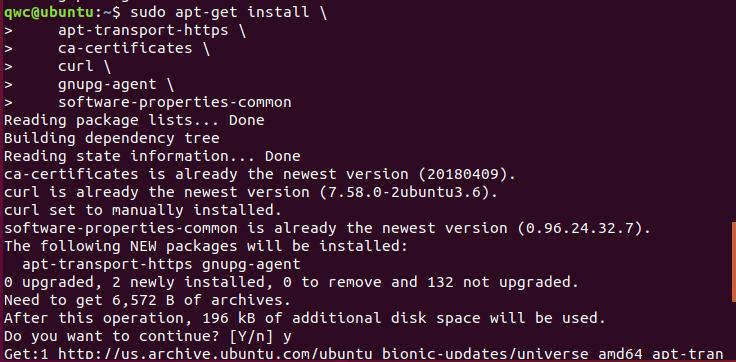 qwc@ubuntu:~$ sudo apt-get install \
>     apt-transport-https \
>     ca-certificates \
>     curl \
>     gnupg-agent \
>     software-properties-common
Reading package lists... Done
Building dependency tree
Reading state information... Done
ca-certificates is already the newest version (20180409).
curl is already the newest version (7.58.0-2ubuntu3.6).
curl set to manually installed.
software-properties-common is already the newest version (0.96.24.32.7).
The following NEW packages will be installed:
  apt-transport-https gnupg-agent
0 upgraded, 2 newly installed, 0 to remove and 132 not upgraded.
Need to get 6,572 B of archives.
After this operation, 196 kB of additional disk space will be used.
Do you want to continue? [Y/n] y
Get:1 http://us.archive.ubuntu.com/ubuntu bionic-updates/universe amd64 apt-tran